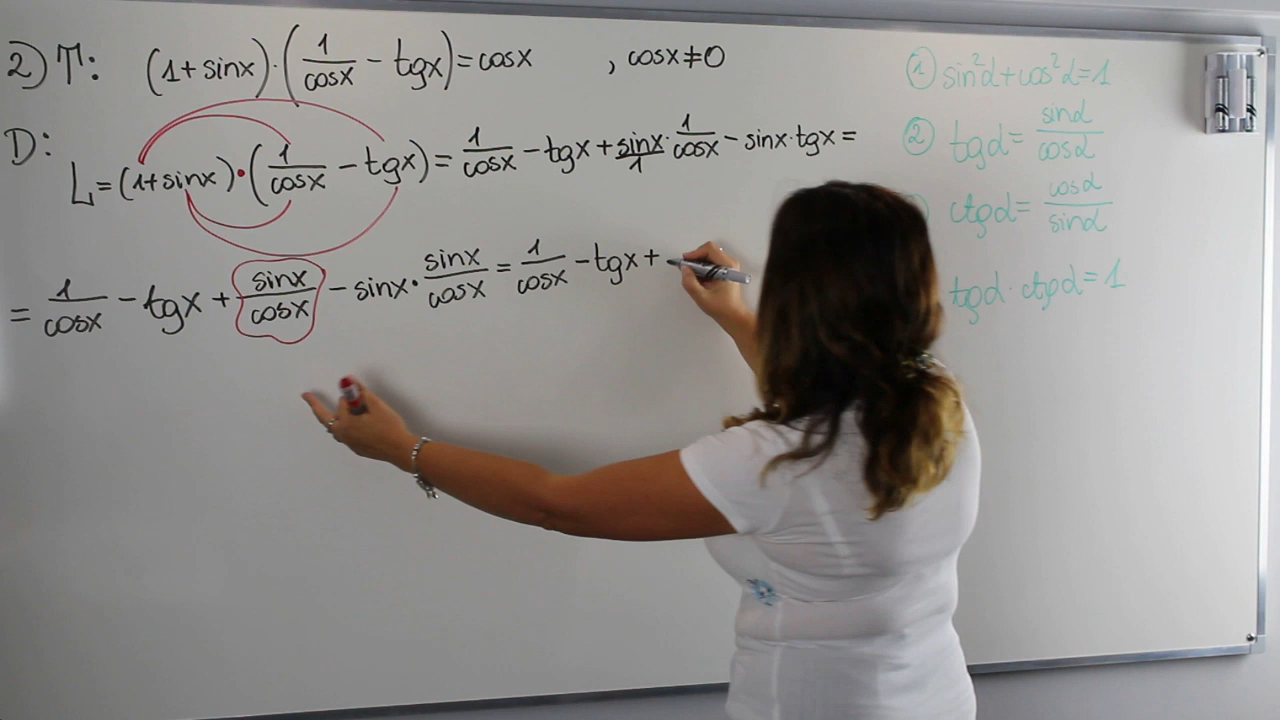 2) T: (1+sinx)·(1/cosx − tgx)=cosx , cosx≠0
D:
L=(1+sinx)·(1/cosx − tgx)= 1/cosx − tgx + sinx/1 · 1/cosx − sinx·tgx =
= 1/cosx − tgx + sinx/cosx − sinx· sinx/cosx = 1/cosx − tgx +
① sin²α+cos²α=1
② tgα= sinα/cosα
ctgα= cosα/sinα
tgα·ctgα=1